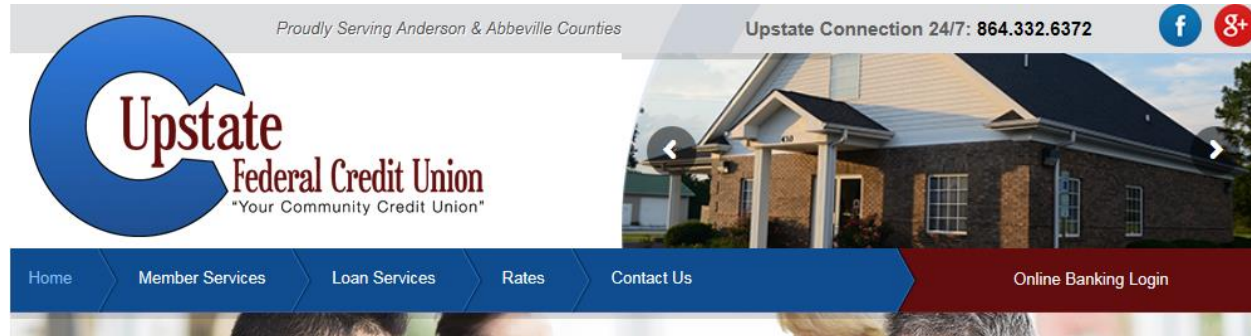 Proudly Serving Anderson & Abbeville Counties
Upstate Connection 24/7: 864.332.6372
f
g+
Upstate
Federal Credit Union
"Your Community Credit Union"
Home
Member Services
Loan Services
Rates
Contact Us
Online Banking Login